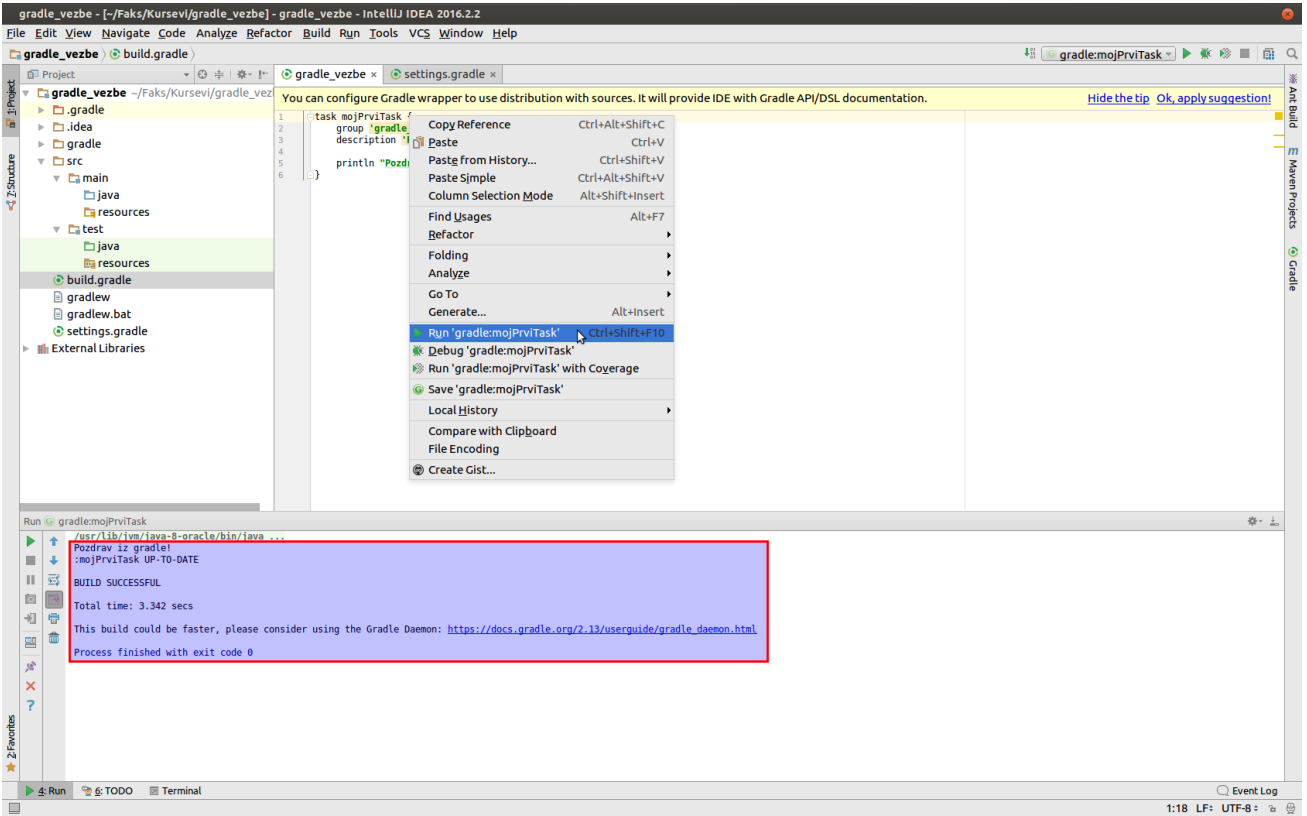 gradle_vezbe - [~/Faks/Kursevi/gradle_vezbe] - gradle_vezbe - IntelliJ IDEA 2016.2.2
File Edit View Navigate Code Analyze Refactor Build Run Tools VCS Window Help
gradle_vezbe build.gradle gradle:mojPrviTask
Project
gradle_vezbe settings.gradle
1: Project
Z: Structure
2: Favorites
Ant Build
Maven Projects
Gradle
gradle_vezbe ~/Faks/Kursevi/gradle_vez
.gradle
.idea
gradle
src
main
java
resources
test
java
resources
build.gradle
gradlew
gradlew.bat
settings.gradle
External Libraries
You can configure Gradle wrapper to use distribution with sources. It will provide IDE with Gradle API/DSL documentation. Hide the tip Ok, apply suggestion!
1 task mojPrviTask {
2 group 'gradle
3 description '
4
5 println "Pozd
6 }
Copy Reference Ctrl+Alt+Shift+C
Paste Ctrl+V
Paste from History... Ctrl+Shift+V
Paste Simple Ctrl+Alt+Shift+V
Column Selection Mode Alt+Shift+Insert
Find Usages Alt+F7
Refactor
Folding
Analyze
Go To
Generate... Alt+Insert
Run 'gradle:mojPrviTask' Ctrl+Shift+F10
Debug 'gradle:mojPrviTask'
Run 'gradle:mojPrviTask' with Coverage
Save 'gradle:mojPrviTask'
Local History
Compare with Clipboard
File Encoding
Create Gist...
Run gradle:mojPrviTask
/usr/lib/jvm/java-8-oracle/bin/java ...
Pozdrav iz gradle!
:mojPrviTask UP-TO-DATE
BUILD SUCCESSFUL
Total time: 3.342 secs
This build could be faster, please consider using the Gradle Daemon: https://docs.gradle.org/2.13/userguide/gradle_daemon.html
Process finished with exit code 0
4: Run 6: TODO Terminal Event Log
1:18 LF UTF-8